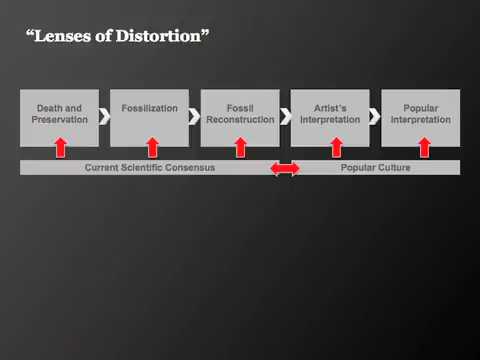 “Lenses of Distortion”
Death and
Preservation
Fossilization
Fossil
Reconstruction
Artist's
Interpretation
Popular
Interpretation
Current Scientific Consensus
Popular Culture